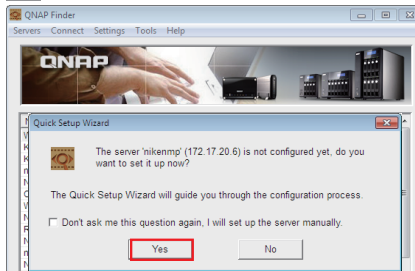 QNAP Finder
Servers Connect Settings Tools Help
QNAP
Quick Setup Wizard
The server 'nikenmp' (172.17.20.6) is not configured yet, do you
want to set it up now?
The Quick Setup Wizard will guide you through the configuration process.
Don't ask me this question again, I will set up the server manually.
Yes No